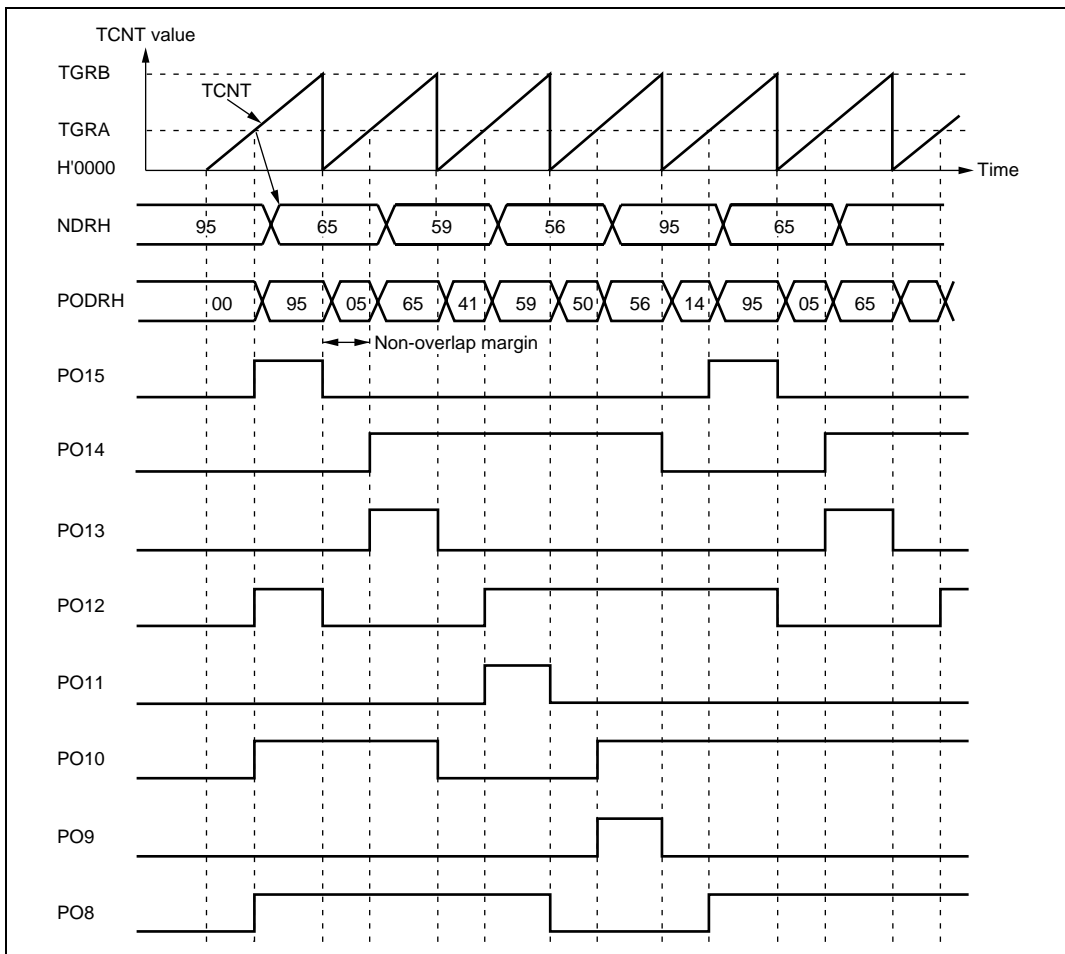 TCNT value
TGRB
TCNT
TGRA
H'0000
Time
NDRH 95 65 59 56 95 65
PODRH 00 95 05 65 41 59 50 56 14 95 05 65
Non-overlap margin
PO15
PO14
PO13
PO12
PO11
PO10
PO9
PO8